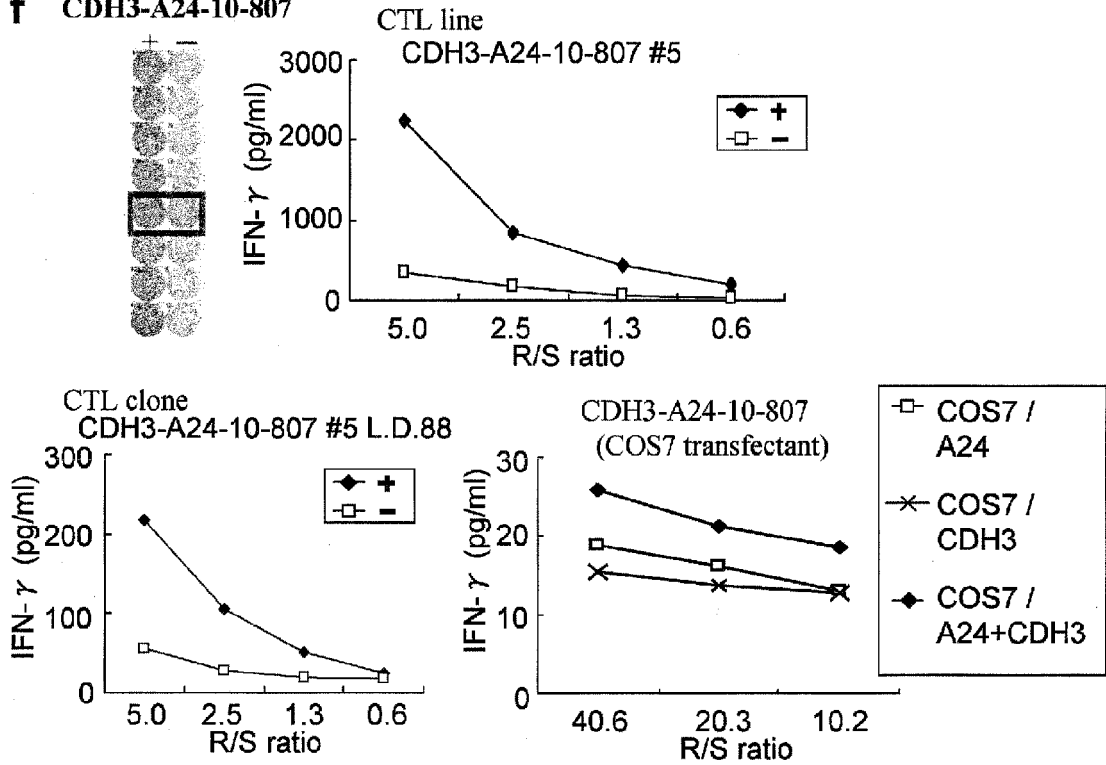 f CDH3-A24-10-807
+ −
CTL line
CDH3-A24-10-807 #5
3000
2000
1000
0
IFN-γ (pg/ml)
+
−
5.0 2.5 1.3 0.6
R/S ratio
CTL clone
CDH3-A24-10-807 #5 L.D.88
300
200
100
0
IFN-γ (pg/ml)
+
−
5.0 2.5 1.3 0.6
R/S ratio
CDH3-A24-10-807
(COS7 transfectant)
30
20
10
0
IFN-γ (pg/ml)
40.6 20.3 10.2
R/S ratio
COS7 /
A24
COS7 /
CDH3
COS7 /
A24+CDH3